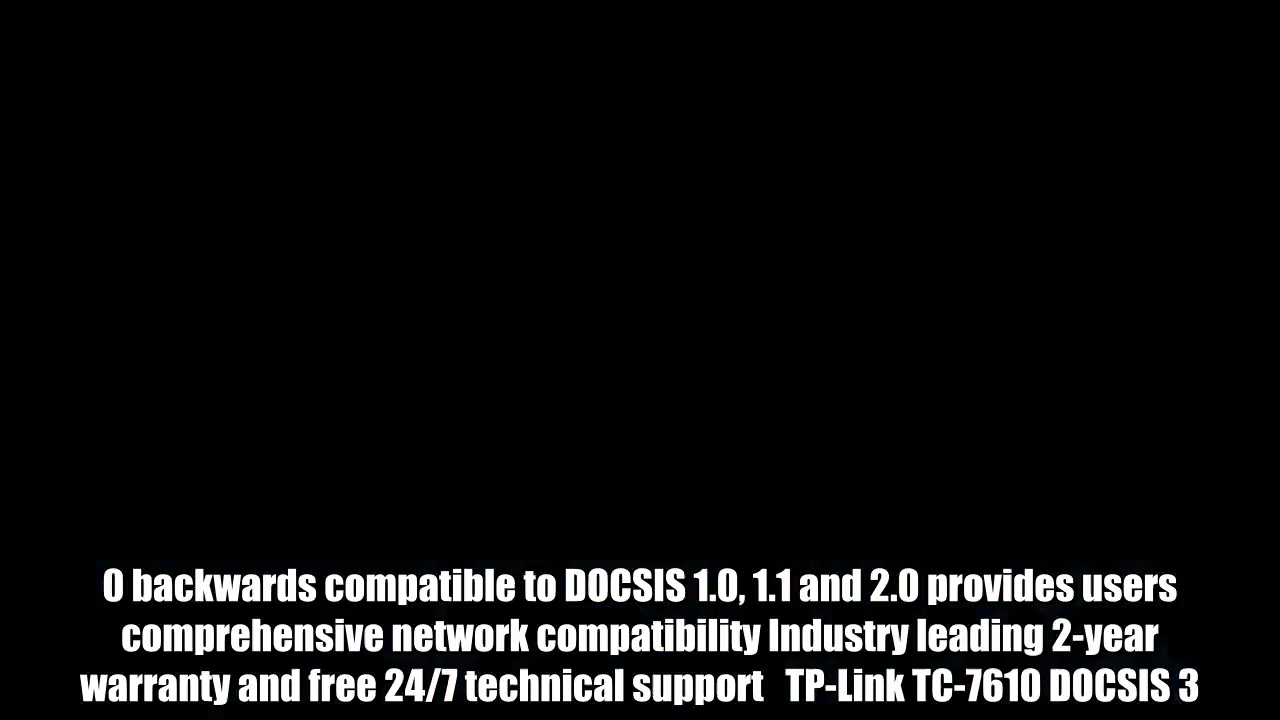 0 backwards compatible to DOCSIS 1.0, 1.1 and 2.0 provides users
comprehensive network compatibility Industry leading 2-year
warranty and free 24/7 technical support   TP-Link TC-7610 DOCSIS 3